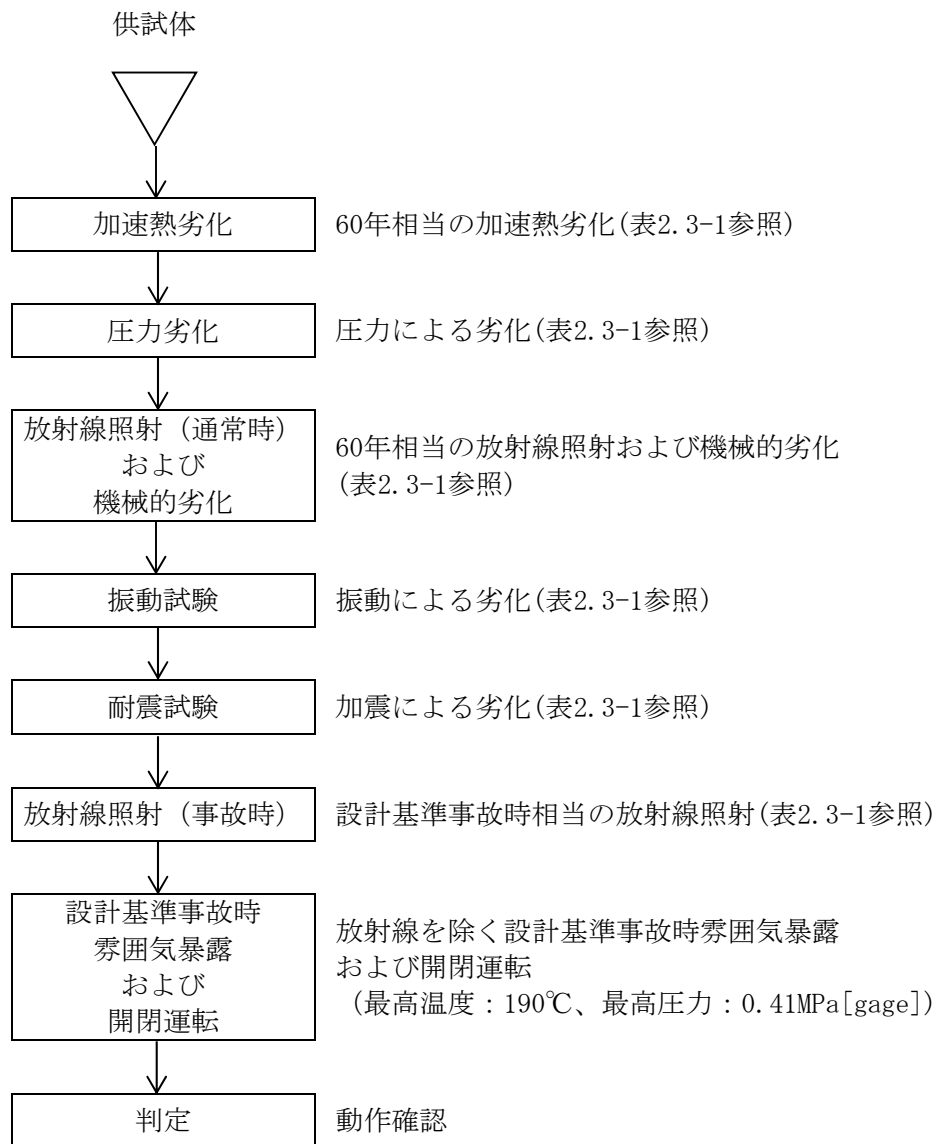 供試体
加速熱劣化
60年相当の加速熱劣化(表2.3-1参照)
圧力劣化
圧力による劣化(表2.3-1参照)
放射線照射（通常時）
および
機械的劣化
60年相当の放射線照射および機械的劣化
(表2.3-1参照)
振動試験
振動による劣化(表2.3-1参照)
耐震試験
加震による劣化(表2.3-1参照)
放射線照射（事故時）
設計基準事故時相当の放射線照射(表2.3-1参照)
設計基準事故時
雰囲気暴露
および
開閉運転
放射線を除く設計基準事故時雰囲気暴露
および開閉運転
（最高温度：190℃、最高圧力：0.41MPa[gage]）
判定
動作確認